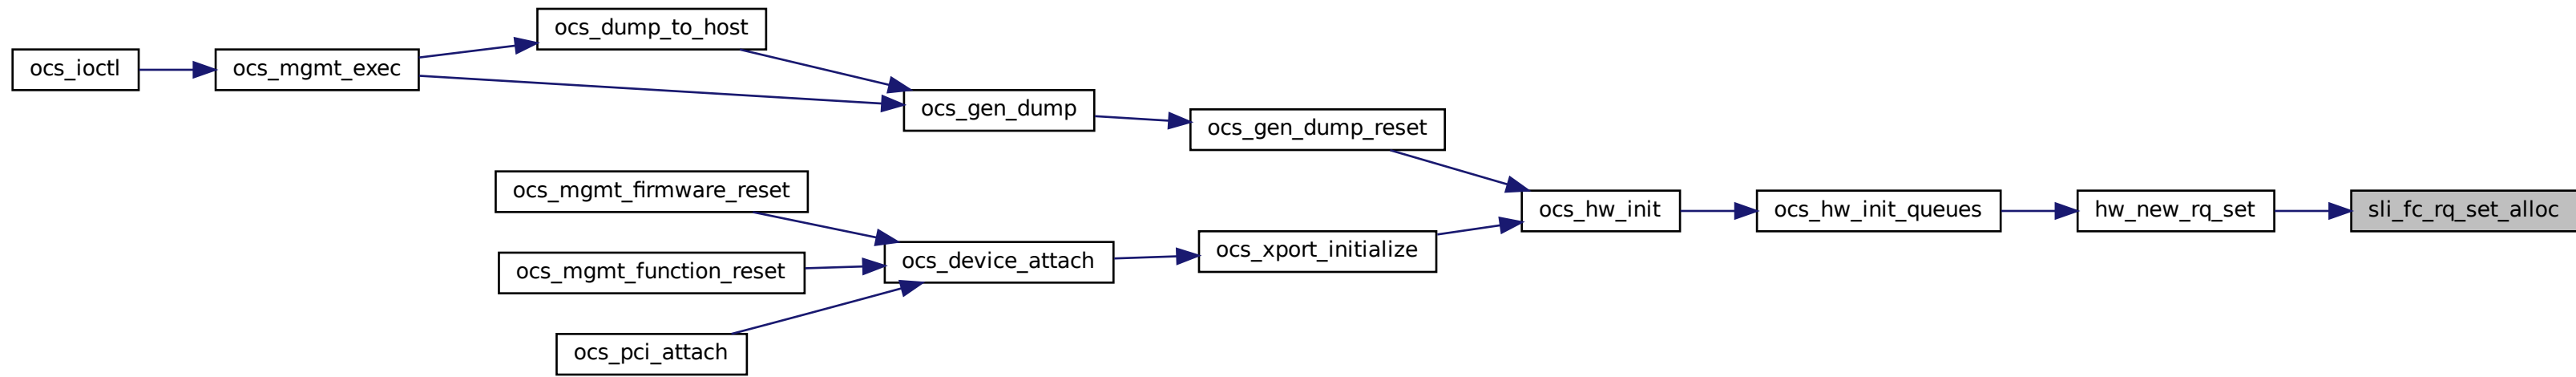 ocs_ioctl
ocs_mgmt_exec
ocs_dump_to_host
ocs_gen_dump
ocs_gen_dump_reset
ocs_mgmt_firmware_reset
ocs_mgmt_function_reset
ocs_pci_attach
ocs_device_attach
ocs_xport_initialize
ocs_hw_init
ocs_hw_init_queues
hw_new_rq_set
sli_fc_rq_set_alloc